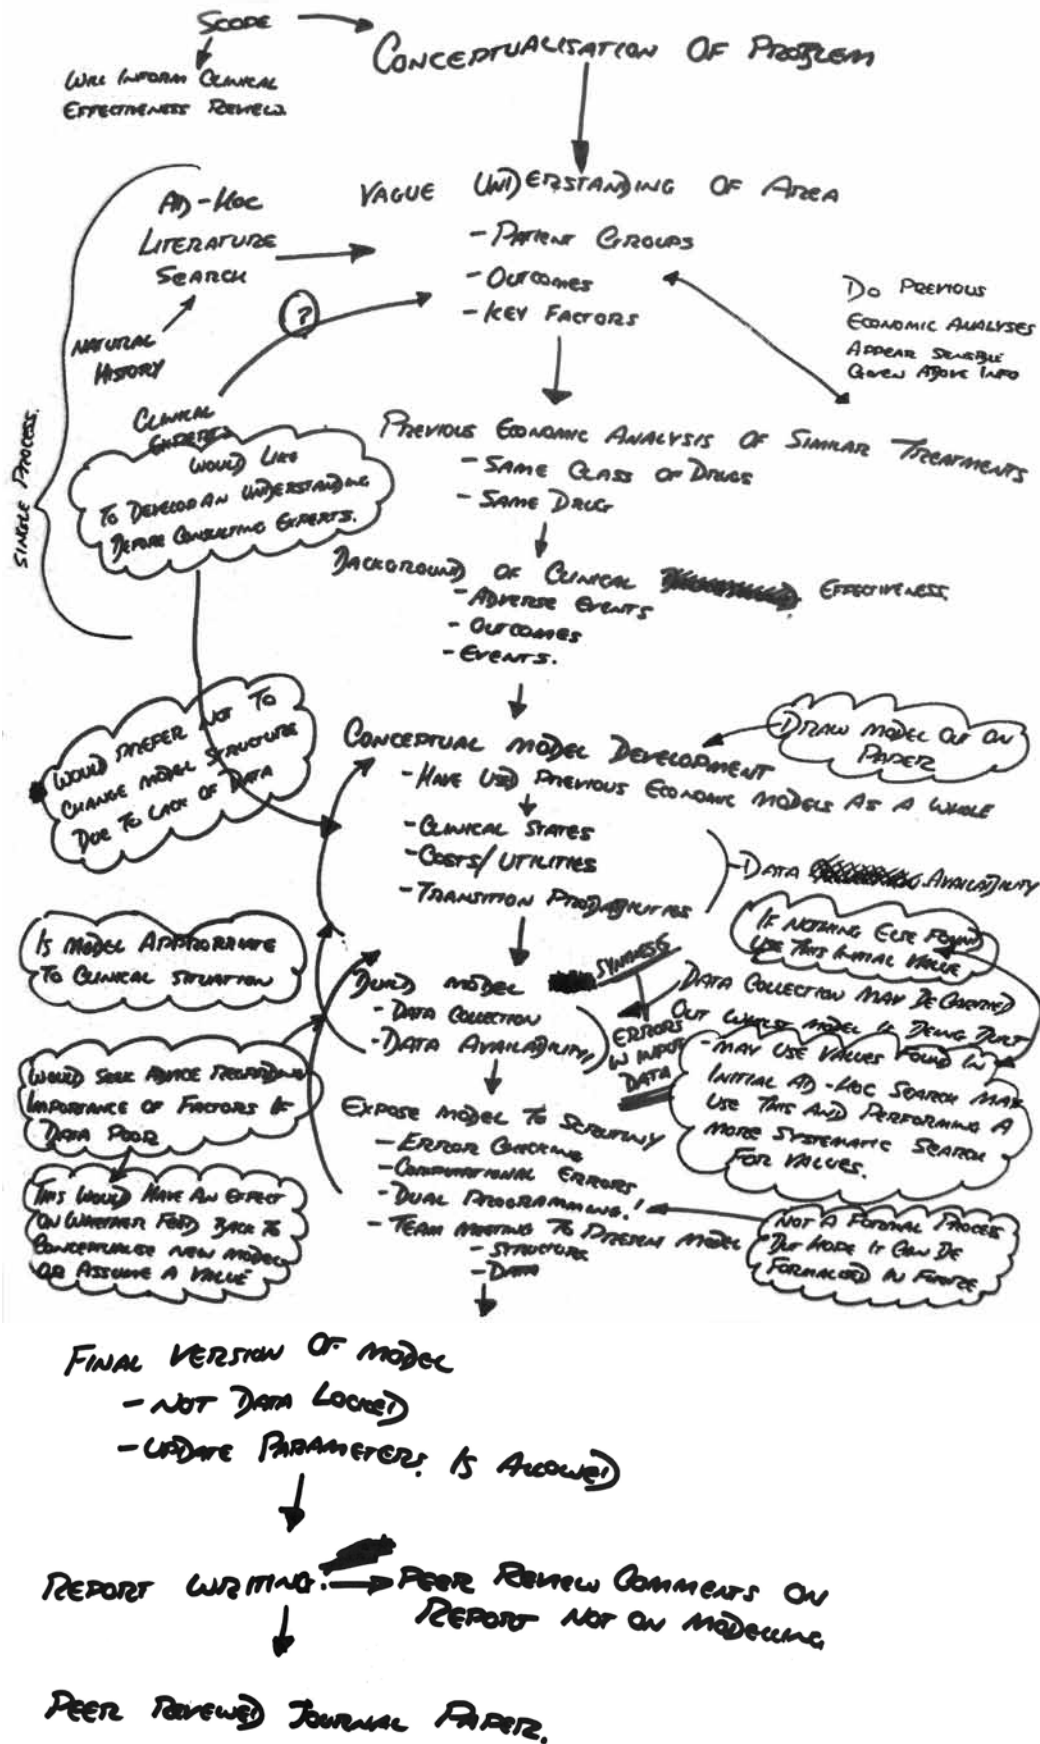 SCOPE
CONCEPTUALISATION OF PROBLEM
WILL INFORM CLINICAL
EFFECTIVENESS REVIEW.
VAGUE UNDERSTANDING OF AREA
- PATIENT GROUPS
- OUTCOMES
- KEY FACTORS
AD-HOC
LITERATURE
SEARCH
?
NATURAL
HISTORY
DO PREVIOUS
ECONOMIC ANALYSES
APPEAR SENSIBLE
GIVEN ABOVE INFO
SINGLE PROCESS.
CLINICAL
EXPERTS
WOULD LIKE
TO DEVELOP AN UNDERSTANDING
BEFORE CONSULTING EXPERTS.
PREVIOUS ECONOMIC ANALYSIS OF SIMILAR TREATMENTS
- SAME CLASS OF DRUGS
- SAME DRUG
BACKGROUND OF CLINICAL EFFECTIVENESS.
- ADVERSE EVENTS
- OUTCOMES
- EVENTS.
WOULD PREFER NOT TO
CHANGE MODEL STRUCTURE
DUE TO LACK OF DATA
CONCEPTUAL MODEL DEVELOPMENT
- HAVE USED PREVIOUS ECONOMIC MODELS AS A WHOLE
- CLINICAL STATES
- COSTS/UTILITIES
- TRANSITION PROBABILITIES
- DRAW MODEL OUT ON
PAPER
- DATA AVAILABILITY
IF NOTHING ELSE FOUND
USE THIS INITIAL VALUE
IS MODEL APPROPRIATE
TO CLINICAL SITUATION
BUILD MODEL
- DATA COLLECTION
- DATA AVAILABILITY
ERRORS
IN INPUT
DATA
DATA COLLECTION MAY BE CARRIED
OUT WHILST MODEL IS BEING BUILT
- MAY USE VALUES FOUND IN
INITIAL AD-HOC SEARCH MAY
USE THIS AND PERFORMING A
MORE SYSTEMATIC SEARCH
FOR VALUES.
WOULD SEEK ADVICE REGARDING
IMPORTANCE OF FACTORS IF
DATA POOR
THIS WOULD HAVE AN EFFECT
ON WHETHER FEED BACK TO
CONCEPTUALISE NEW MODEL
OR ASSUME A VALUE
EXPOSE MODEL TO SCRUTINY
- ERROR CHECKING
- COMPUTATIONAL ERRORS
- DUAL PROGRAMMING!
- TEAM MEETING TO PRESENT MODEL
- STRUCTURE
- DATA
NOT A FORMAL PROCESS
BUT HOPE IT CAN BE
FORMALISED IN FUTURE
FINAL VERSION OF MODEL
- NOT DATA LOCKED
- UPDATE PARAMETERS. IS ALLOWED
REPORT WRITING.
PEER REVIEW COMMENTS ON
REPORT NOT ON MODELLING
PEER REVIEWED JOURNAL PAPER.